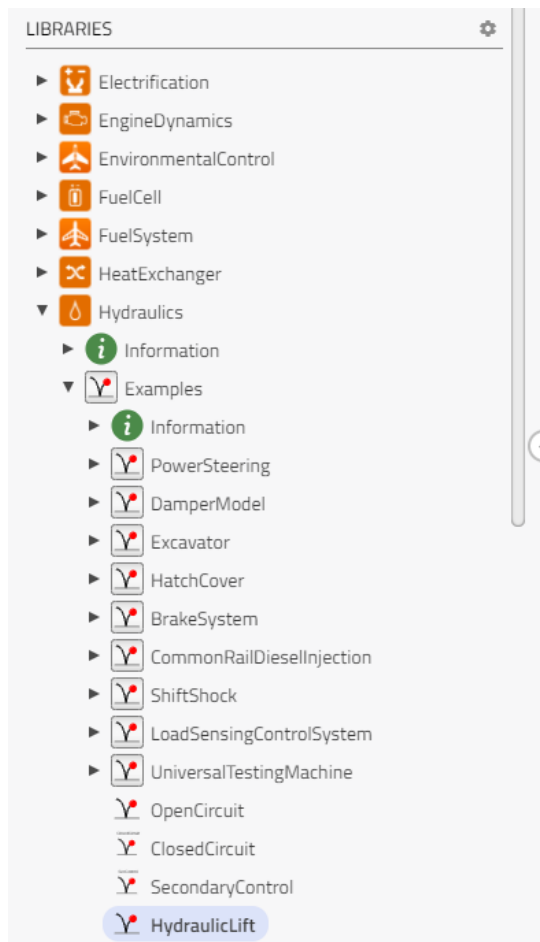 LIBRARIES
Electrification
EngineDynamics
EnvironmentalControl
FuelCell
FuelSystem
HeatExchanger
Hydraulics
Information
Examples
Information
PowerSteering
DamperModel
Excavator
HatchCover
BrakeSystem
CommonRailDieselInjection
ShiftShock
LoadSensingControlSystem
UniversalTestingMachine
OpenCircuit
ClosedCircuit
SecondaryControl
HydraulicLift